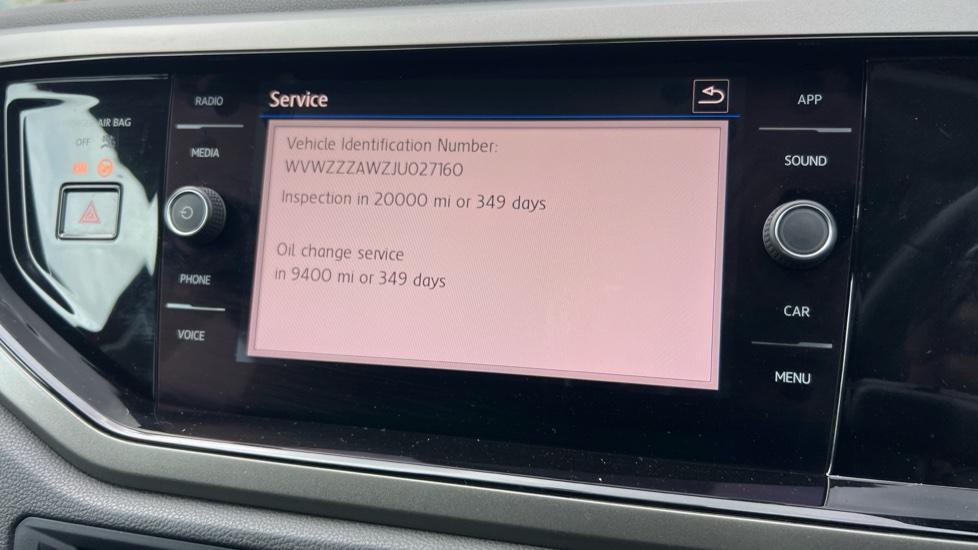 AIR BAG
OFF
ON
RADIO
MEDIA
PHONE
VOICE
Service
Vehicle Identification Number:
WVWZZZAWZJU027160
Inspection in 20000 mi or 349 days
Oil change service
in 9400 mi or 349 days
APP
SOUND
CAR
MENU